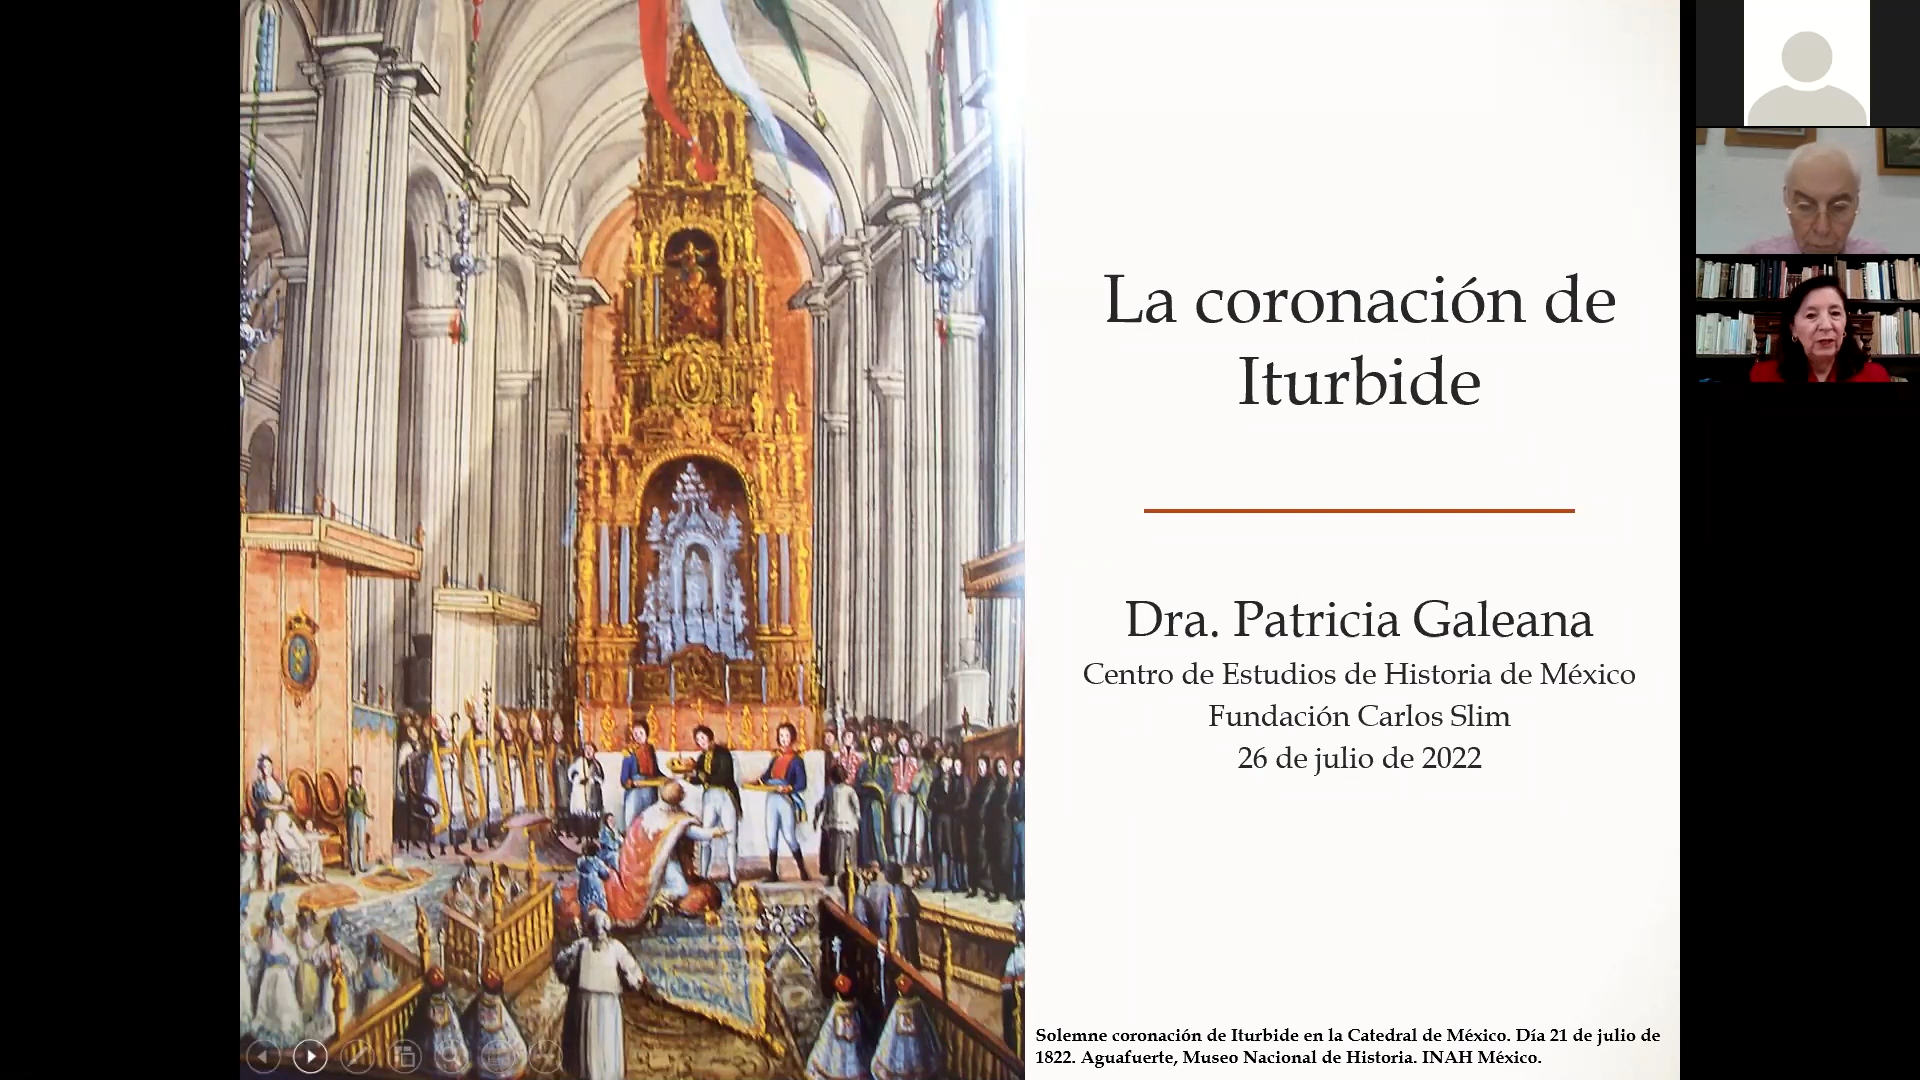 La coronación de
Iturbide
Dra. Patricia Galeana
Centro de Estudios de Historia de México
Fundación Carlos Slim
26 de julio de 2022
Solemne coronación de Iturbide en la Catedral de México. Día 21 de julio de
1822. Aguafuerte, Museo Nacional de Historia. INAH México.